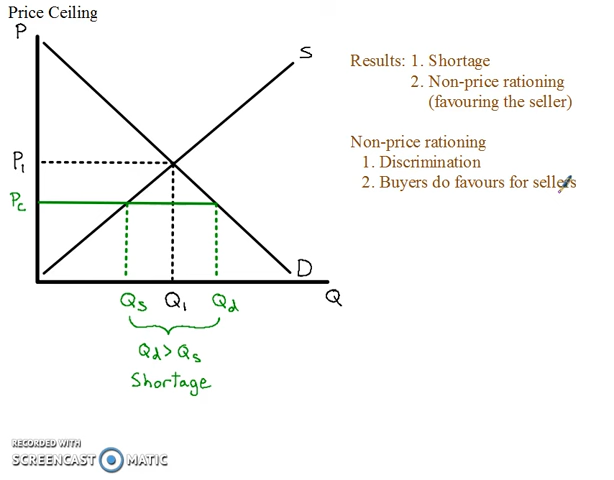 Price Ceiling
P
S
Results: 1. Shortage
2. Non-price rationing
(favouring the seller)
Non-price rationing
1. Discrimination
2. Buyers do favours for sellers
P₁
Pc
D
Qs Q₁ Qd
Q
Qd > Qs
Shortage
RECORDED WITH
SCREENCAST MATIC